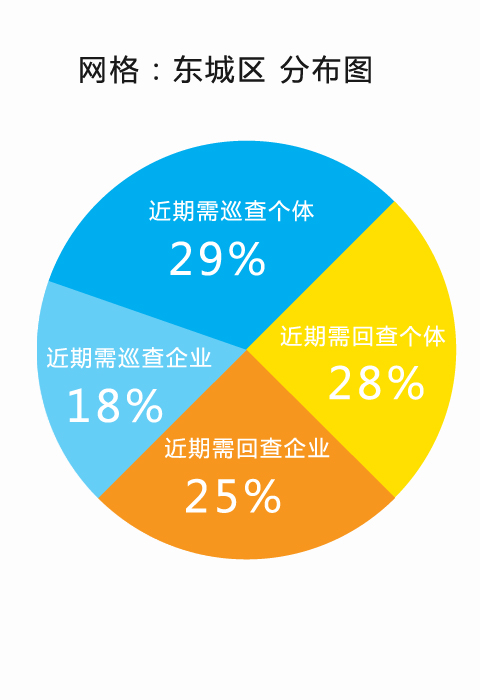 网格：东城区 分布图
近期需巡查个体
29%
近期需回查个体
28%
近期需巡查企业
18%
近期需回查企业
25%